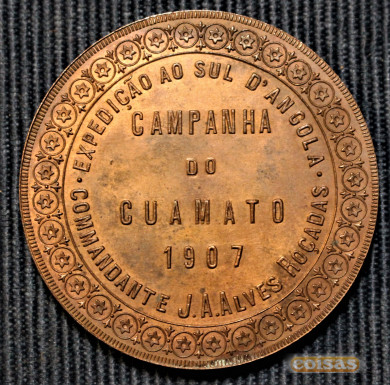 EXPEDIÇÃO AO SUL D'ANGOLA
CAMPANHA
DO
CUAMATO
1907
COMMANDANTE J.A.ALVES ROÇADAS
coisas